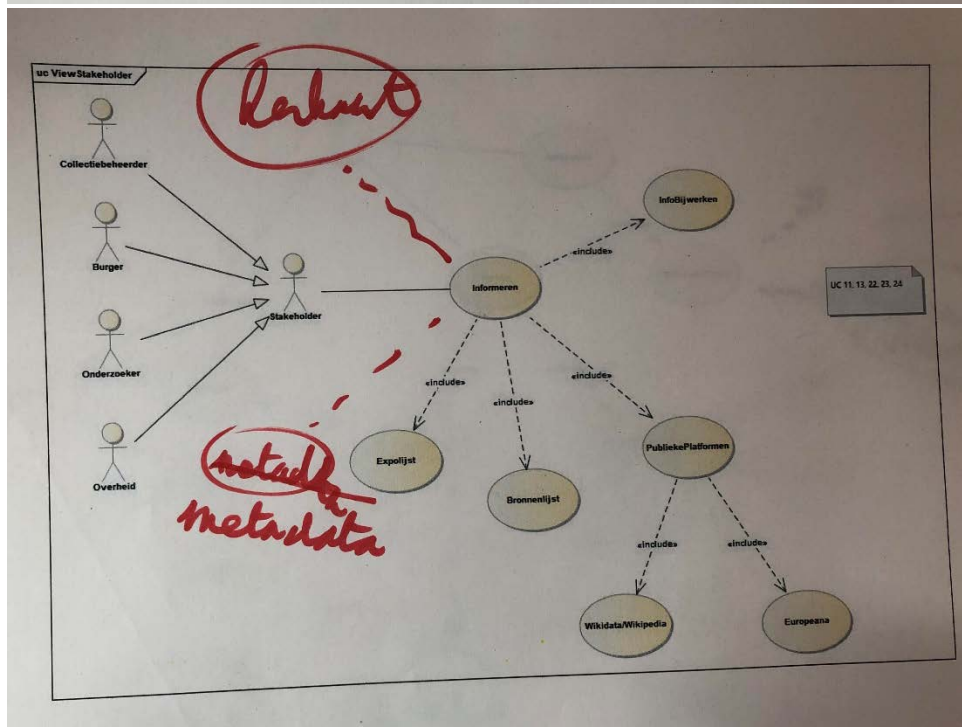 uc ViewStakeholder
Collectiebeheerder
Burger
Onderzoeker
Overheid
Stakeholder
Informeren
InfoBijwerken
«include»
UC 11, 13, 22, 23, 24
«include»
«include»
«include»
Expolijst
Bronnenlijst
PubliekePlatformen
metadata
«include»
«include»
Wikidata/Wikipedia
Europeana